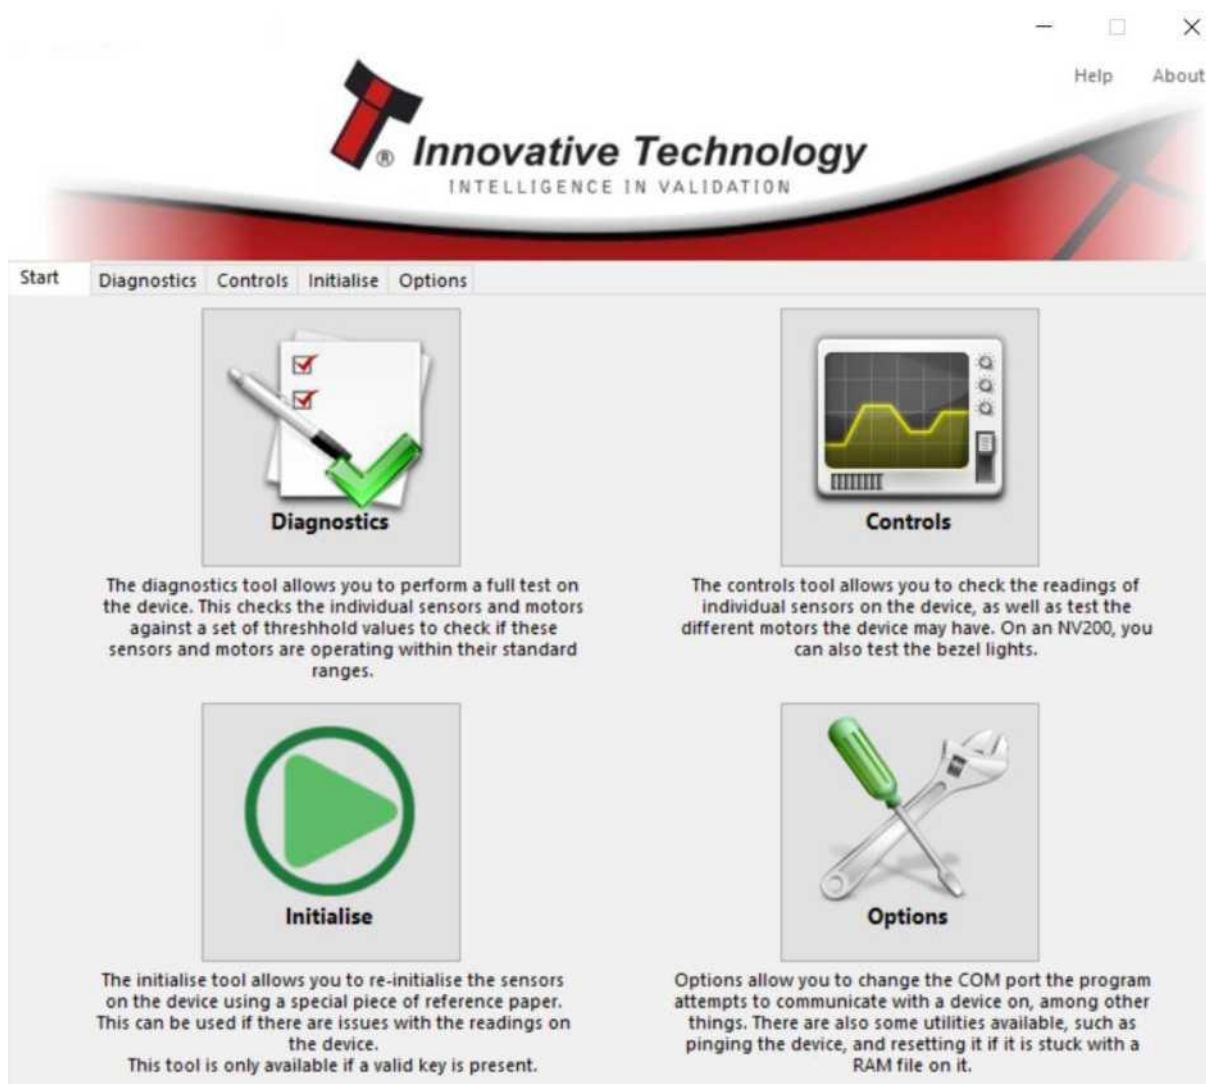 Help About
®
Innovative Technology
INTELLIGENCE IN VALIDATION
Start Diagnostics Controls Initialise Options
Diagnostics
The diagnostics tool allows you to perform a full test on
the device. This checks the individual sensors and motors
against a set of threshhold values to check if these
sensors and motors are operating within their standard
ranges.
Controls
The controls tool allows you to check the readings of
individual sensors on the device, as well as test the
different motors the device may have. On an NV200, you
can also test the bezel lights.
Initialise
The initialise tool allows you to re-initialise the sensors
on the device using a special piece of reference paper.
This can be used if there are issues with the readings on
the device.
This tool is only available if a valid key is present.
Options
Options allow you to change the COM port the program
attempts to communicate with a device on, among other
things. There are also some utilities available, such as
pinging the device, and resetting it if it is stuck with a
RAM file on it.